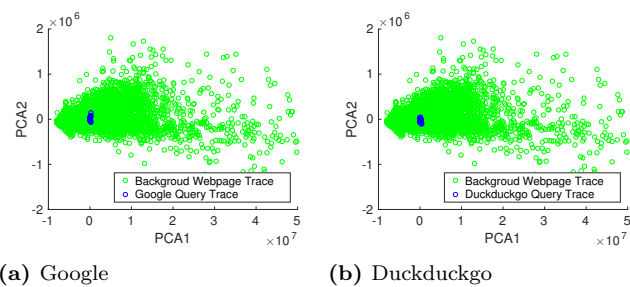 ×10^6
2
1
0
-1
-2
PCA2
Backgroud Webpage Trace
Google Query Trace
-1 0 1 2 3 4 5
PCA1
×10^7
(a) Google
×10^6
2
1
0
-1
-2
PCA2
Backgroud Webpage Trace
Duckduckgo Query Trace
-1 0 1 2 3 4 5
PCA1
×10^7
(b) Duckduckgo